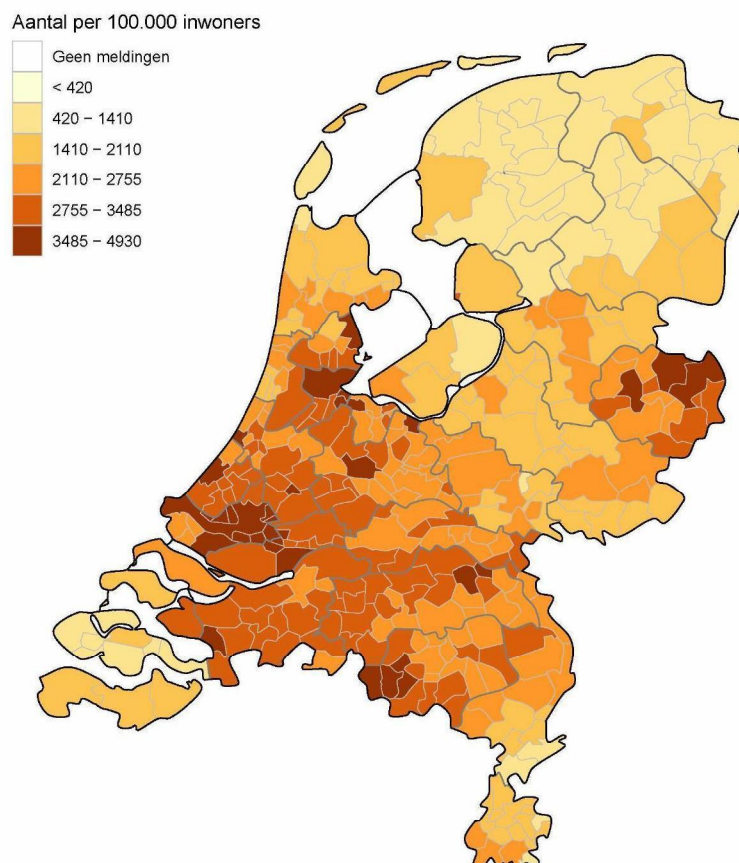 Aantal per 100.000 inwoners
Geen meldingen
< 420
420 – 1410
1410 – 2110
2110 – 2755
2755 – 3485
3485 – 4930